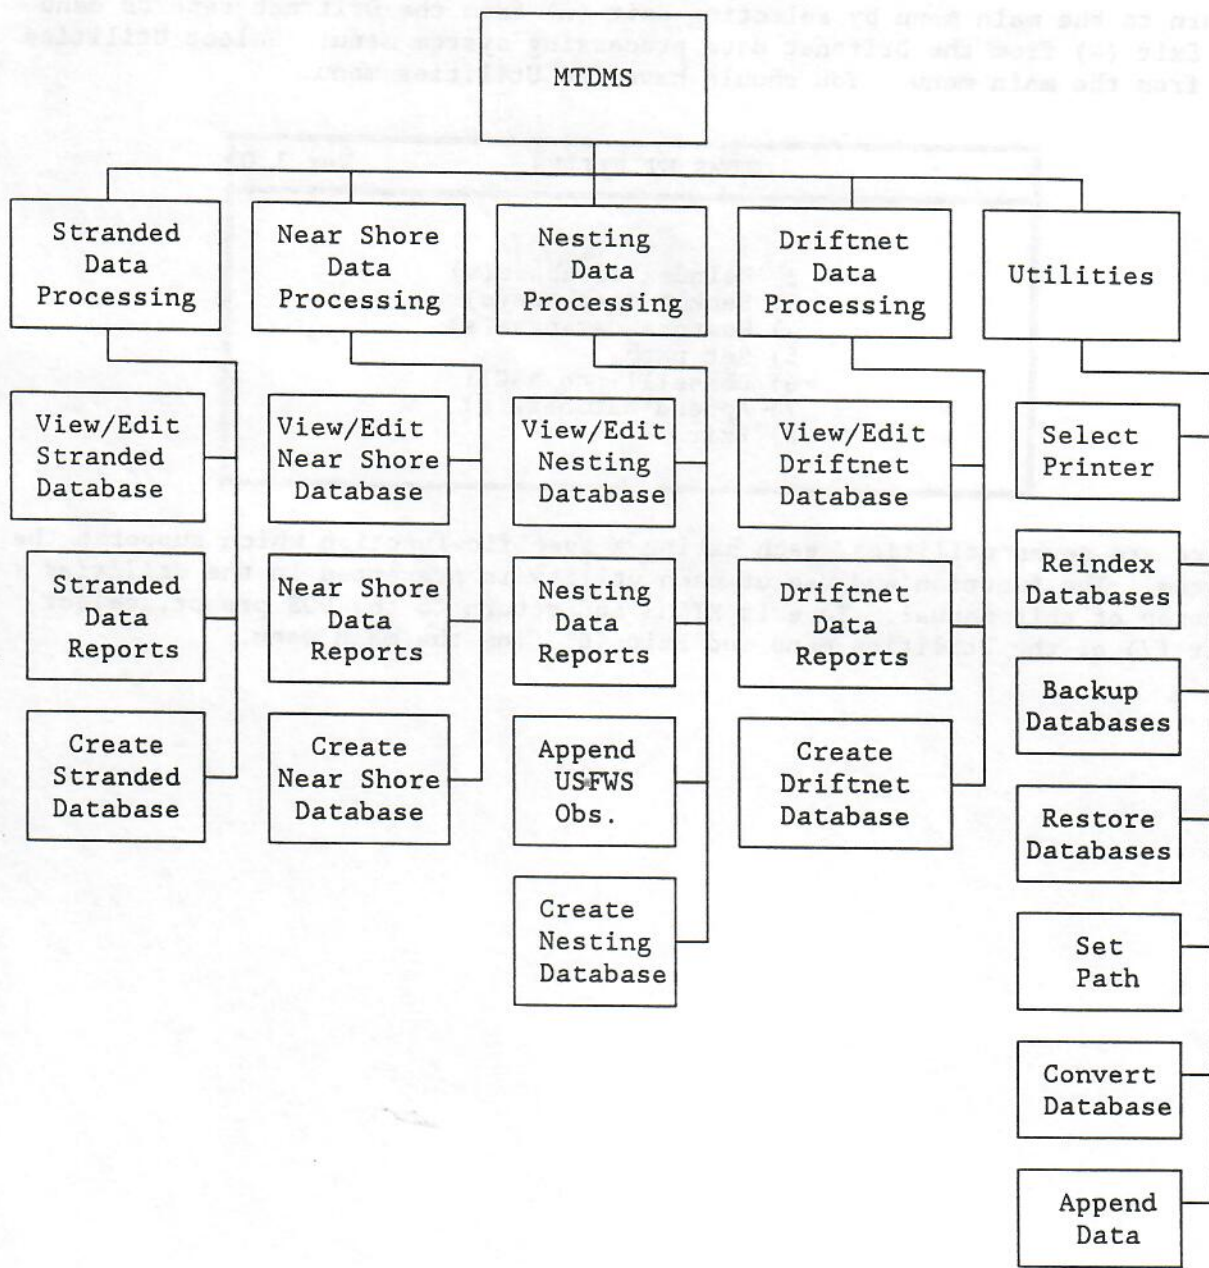 MTDMS
Stranded
Data
Processing
Near Shore
Data
Processing
Nesting
Data
Processing
Driftnet
Data
Processing
Utilities
View/Edit
Stranded
Database
Stranded
Data
Reports
Create
Stranded
Database
View/Edit
Near Shore
Database
Near Shore
Data
Reports
Create
Near Shore
Database
View/Edit
Nesting
Database
Nesting
Data
Reports
Append
USFWS
Obs.
Create
Nesting
Database
View/Edit
Driftnet
Database
Driftnet
Data
Reports
Create
Driftnet
Database
Select
Printer
Reindex
Databases
Backup
Databases
Restore
Databases
Set
Path
Convert
Database
Append
Data